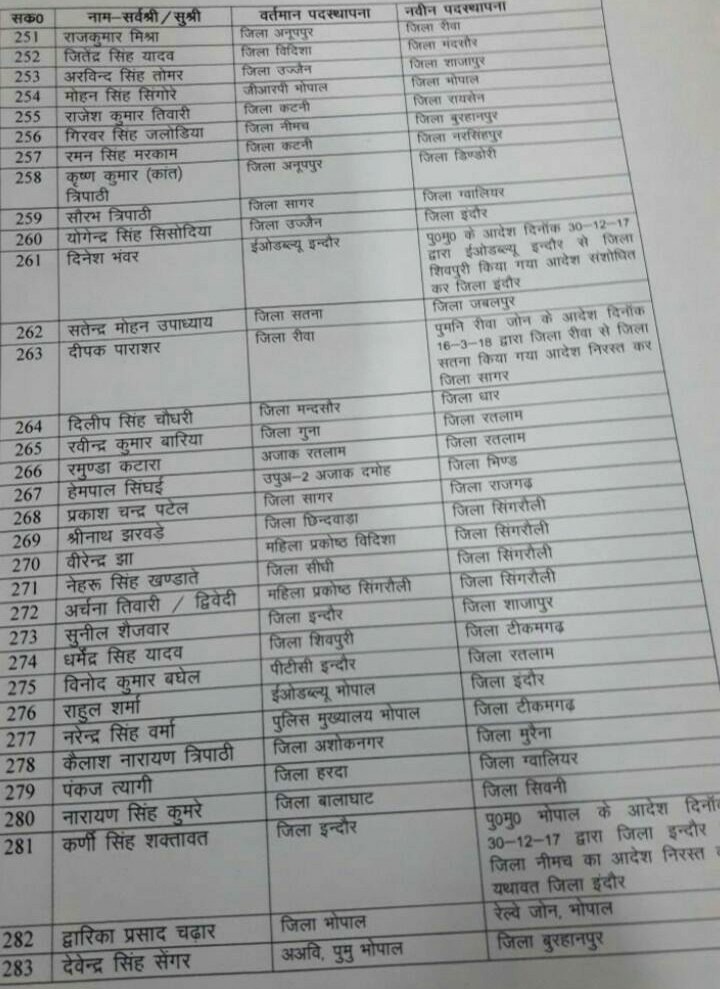 सक0 नाम–सर्वश्री/सुश्री वर्तमान पदस्थापना नवीन पदस्थापना
251 राजकुमार मिश्रा जिला अनूपपुर जिला रीवा
252 जितेंद्र सिंह यादव जिला विदिशा जिला मंदसौर
253 अरविन्द सिंह तोमर जिला उज्जैन जिला शाजापुर
254 मोहन सिंह सिंगोरे जीआरपी भोपाल जिला भोपाल
255 राजेश कुमार तिवारी जिला कटनी जिला रायसेन
256 गिरवर सिंह जलोडिया जिला नीमच जिला बुरहानपुर
257 रमन सिंह मरकाम जिला कटनी जिला नरसिंहपुर
258 कृष्ण कुमार (कांत) जिला अनूपपुर जिला डिण्डोरी
त्रिपाठी
259 सौरभ त्रिपाठी जिला सागर जिला ग्वालियर
260 योगेन्द्र सिंह सिसोदिया जिला उज्जैन जिला इंदौर
261 दिनेश भंवर ईओडब्ल्यू इन्दौर पु0मु0 के आदेश दिनॉक 30-12-17
द्वारा ईओडब्ल्यू इन्दौर से जिला
शिवपुरी किया गया आदेश संशोधित
कर जिला इंदौर
262 सतेन्द्र मोहन उपाध्याय जिला सतना जिला जबलपुर
263 दीपक पाराशर जिला रीवा पुमनि रीवा जोन के आदेश दिनॉक
16-3-18 द्वारा जिला रीवा से जिला
सतना किया गया आदेश निरस्त कर
जिला सागर
264 दिलीप सिंह चौधरी जिला मन्दसौर जिला धार
265 रवीन्द्र कुमार बारिया जिला गुना जिला रतलाम
266 रमुण्डा कटारा अजाक रतलाम जिला रतलाम
267 हेमपाल सिंघई उपुअ–2 अजाक दमोह जिला भिण्ड
268 प्रकाश चन्द्र पटेल जिला सागर जिला राजगढ़
269 श्रीनाथ झरवड़े जिला छिन्दवाड़ा जिला सिंगरौली
270 वीरेन्द्र झा महिला प्रकोष्ठ विदिशा जिला सिंगरौली
271 नेहरू सिंह खण्डाते जिला सीधी जिला सिंगरौली
272 अर्चना तिवारी / द्विवेदी महिला प्रकोष्ठ सिंगरौली जिला सिंगरौली
273 सुनील शैजवार जिला इन्दौर जिला शाजापुर
274 धर्मेंद्र सिंह यादव जिला शिवपुरी जिला टीकमगढ़
275 विनोद कुमार बघेल पीटीसी इन्दौर जिला रतलाम
276 राहुल शर्मा ईओडब्ल्यू भोपाल जिला इंदौर
277 नरेन्द्र सिंह वर्मा पुलिस मुख्यालय भोपाल जिला टीकमगढ़
278 कैलाश नारायण त्रिपाठी जिला अशोकनगर जिला मुरैना
279 पंकज त्यागी जिला हरदा जिला ग्वालियर
280 नारायण सिंह कुमरे जिला बालाघाट जिला सिवनी
281 कर्णी सिंह शक्तावत जिला इन्दौर पु0मु0 भोपाल के आदेश
30-12-17 द्वारा जिला इन्दौर
जिला नीमच का आदेश निरस्त
यथावत जिला इंदौर
282 द्वारिका प्रसाद चढ़ार जिला भोपाल रेल्वे जोन, भोपाल
283 देवेन्द्र सिंह सेंगर अअवि, पुमु भोपाल जिला बुरहानपुर